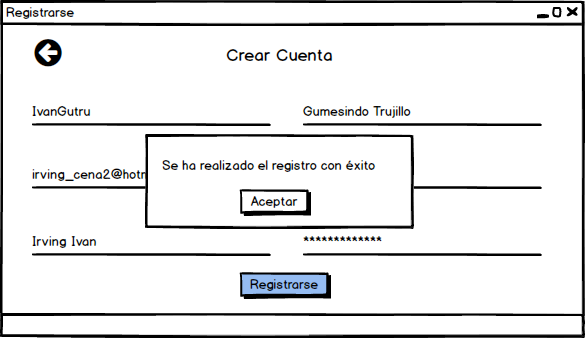 Registrarse
Crear Cuenta
IvanGutru
Gumesindo Trujillo
Se ha realizado el registro con éxito
irving_cena2@hotm
Aceptar
Irving Ivan
*************
Registrarse